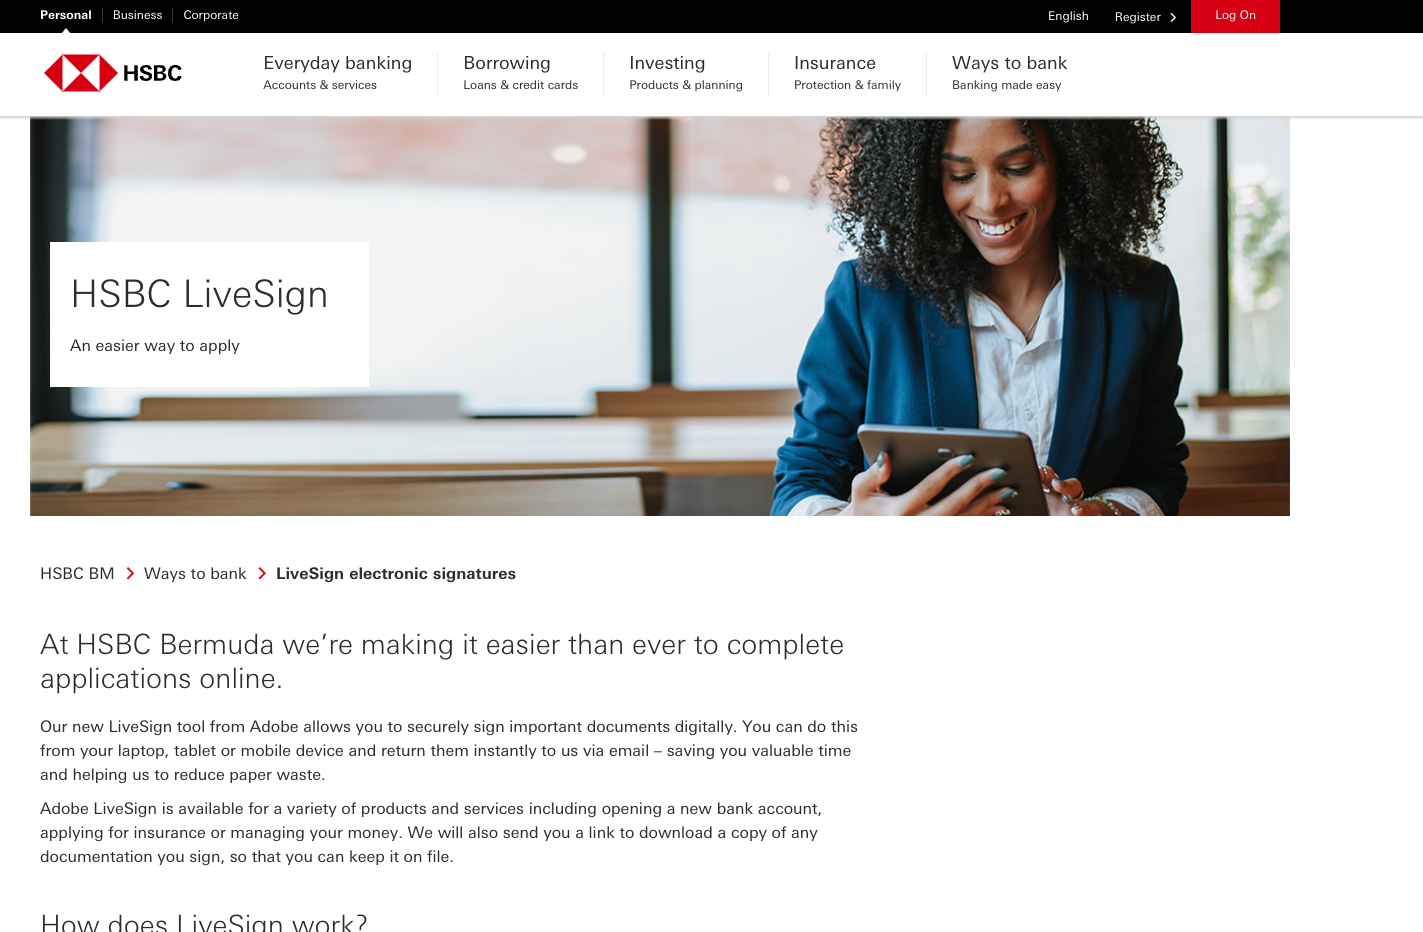 Personal
Business
Corporate
English
Register
Log On
HSBC
Everyday banking
Accounts & services
Borrowing
Loans & credit cards
Investing
Products & planning
Insurance
Protection & family
Ways to bank
Banking made easy
HSBC LiveSign
An easier way to apply
HSBC BM
Ways to bank
LiveSign electronic signatures
At HSBC Bermuda we’re making it easier than ever to complete
applications online.
Our new LiveSign tool from Adobe allows you to securely sign important documents digitally. You can do this
from your laptop, tablet or mobile device and return them instantly to us via email – saving you valuable time
and helping us to reduce paper waste.
Adobe LiveSign is available for a variety of products and services including opening a new bank account,
applying for insurance or managing your money. We will also send you a link to download a copy of any
documentation you sign, so that you can keep it on file.
How does LiveSign work?